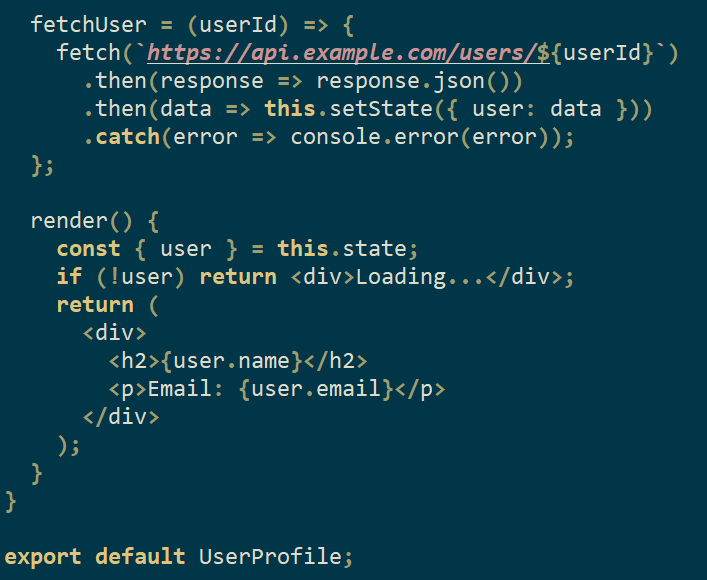 fetchUser = (userId) => {
    fetch(`https://api.example.com/users/${userId}`)
      .then(response => response.json())
      .then(data => this.setState({ user: data }))
      .catch(error => console.error(error));
  };

  render() {
    const { user } = this.state;
    if (!user) return <div>Loading...</div>;
    return (
      <div>
        <h2>{user.name}</h2>
        <p>Email: {user.email}</p>
      </div>
    );
  }
}

export default UserProfile;